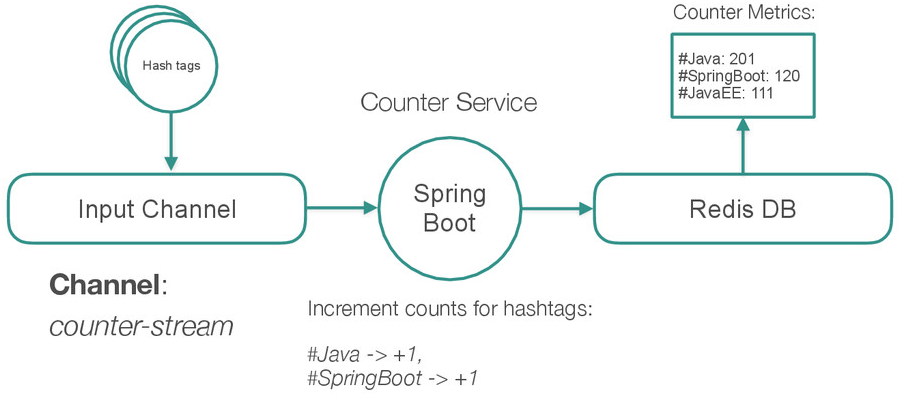 Counter Metrics:
Hash tags
#Java: 201
#SpringBoot: 120
#JavaEE: 111
Counter Service
Input Channel
Spring
Boot
Redis DB
Channel:
counter-stream
Increment counts for hashtags:
#Java -> +1,
#SpringBoot -> +1